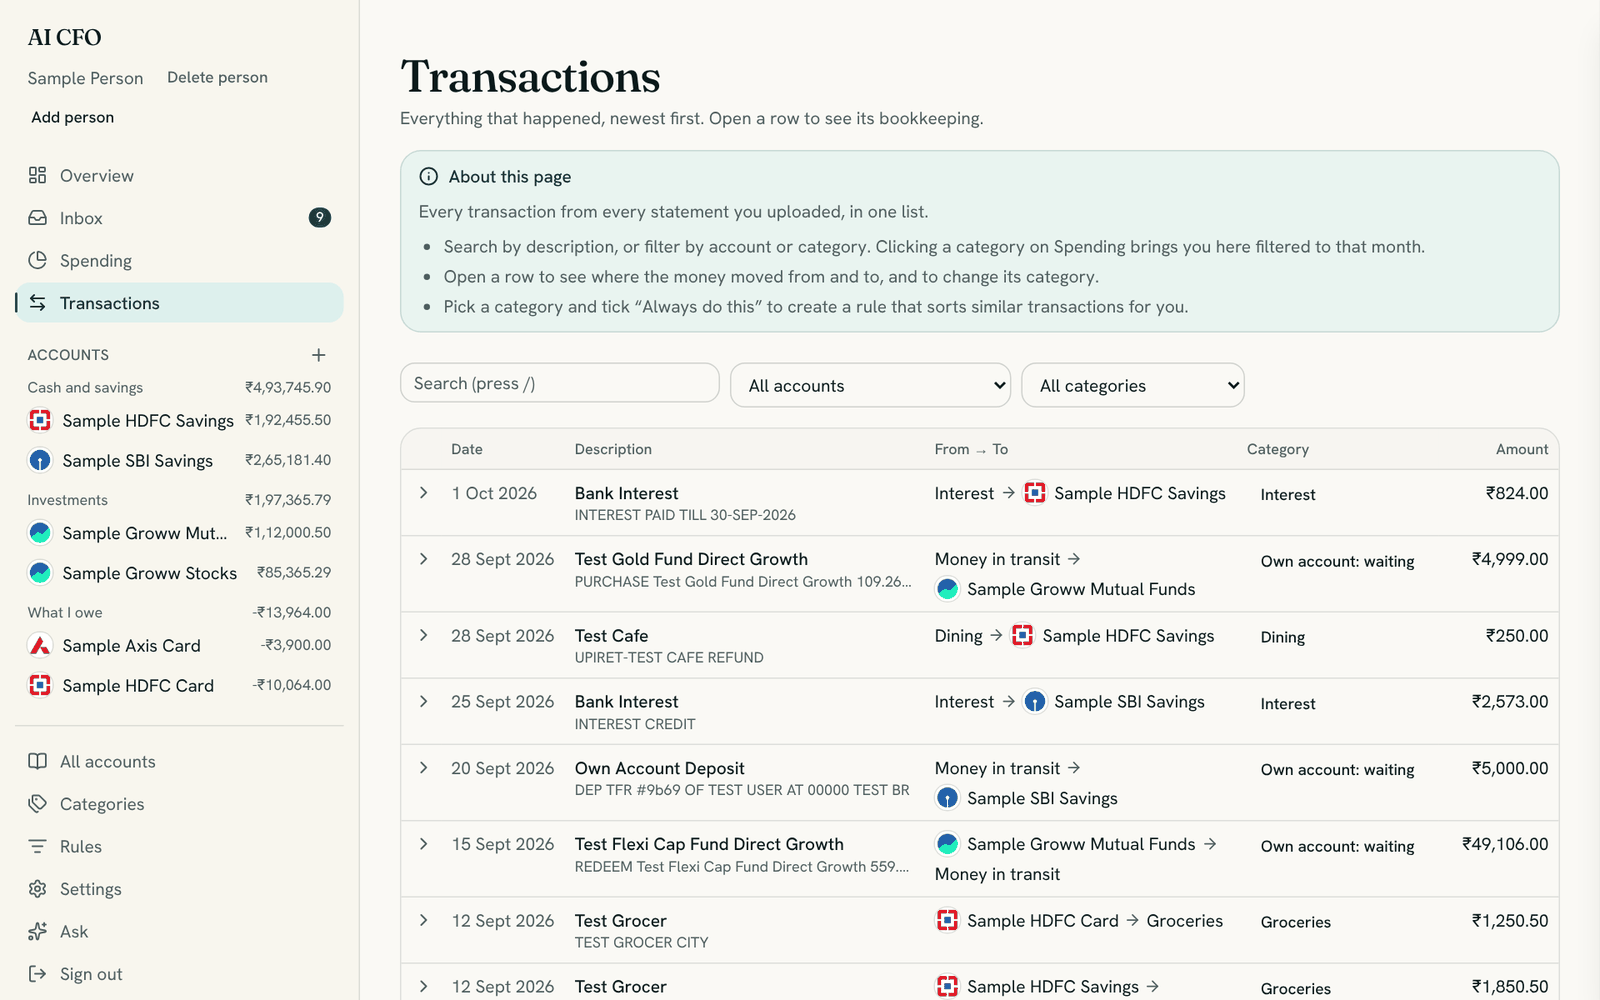 AI CFO
Sample Person Delete person
Add person
Overview
Inbox 9
Spending
Transactions
ACCOUNTS
Cash and savings ₹4,93,745.90
Sample HDFC Savings ₹1,92,455.50
Sample SBI Savings ₹2,65,181.40
Investments ₹1,97,365.79
Sample Groww Mut... ₹1,12,000.50
Sample Groww Stocks ₹85,365.29
What I owe -₹13,964.00
Sample Axis Card -₹3,900.00
Sample HDFC Card -₹10,064.00
All accounts
Categories
Rules
Settings
Ask
Sign out
Transactions
Everything that happened, newest first. Open a row to see its bookkeeping.
About this page
Every transaction from every statement you uploaded, in one list.
• Search by description, or filter by account or category. Clicking a category on Spending brings you here filtered to that month.
• Open a row to see where the money moved from and to, and to change its category.
• Pick a category and tick “Always do this” to create a rule that sorts similar transactions for you.
Search (press /) All accounts All categories
Date Description From → To Category Amount
1 Oct 2026 Bank Interest Interest → Sample HDFC Savings Interest ₹824.00
INTEREST PAID TILL 30-SEP-2026
28 Sept 2026 Test Gold Fund Direct Growth Money in transit → Own account: waiting ₹4,999.00
PURCHASE Test Gold Fund Direct Growth 109.26... Sample Groww Mutual Funds
28 Sept 2026 Test Cafe Dining → Sample HDFC Savings Dining ₹250.00
UPIRET-TEST CAFE REFUND
25 Sept 2026 Bank Interest Interest → Sample SBI Savings Interest ₹2,573.00
INTEREST CREDIT
20 Sept 2026 Own Account Deposit Money in transit → Own account: waiting ₹5,000.00
DEP TFR #9b69 OF TEST USER AT 00000 TEST BR Sample SBI Savings
15 Sept 2026 Test Flexi Cap Fund Direct Growth Sample Groww Mutual Funds → Own account: waiting ₹49,106.00
REDEEM Test Flexi Cap Fund Direct Growth 559.... Money in transit
12 Sept 2026 Test Grocer Sample HDFC Card → Groceries Groceries ₹1,250.50
TEST GROCER CITY
12 Sept 2026 Test Grocer Sample HDFC Savings → Groceries ₹1,850.50